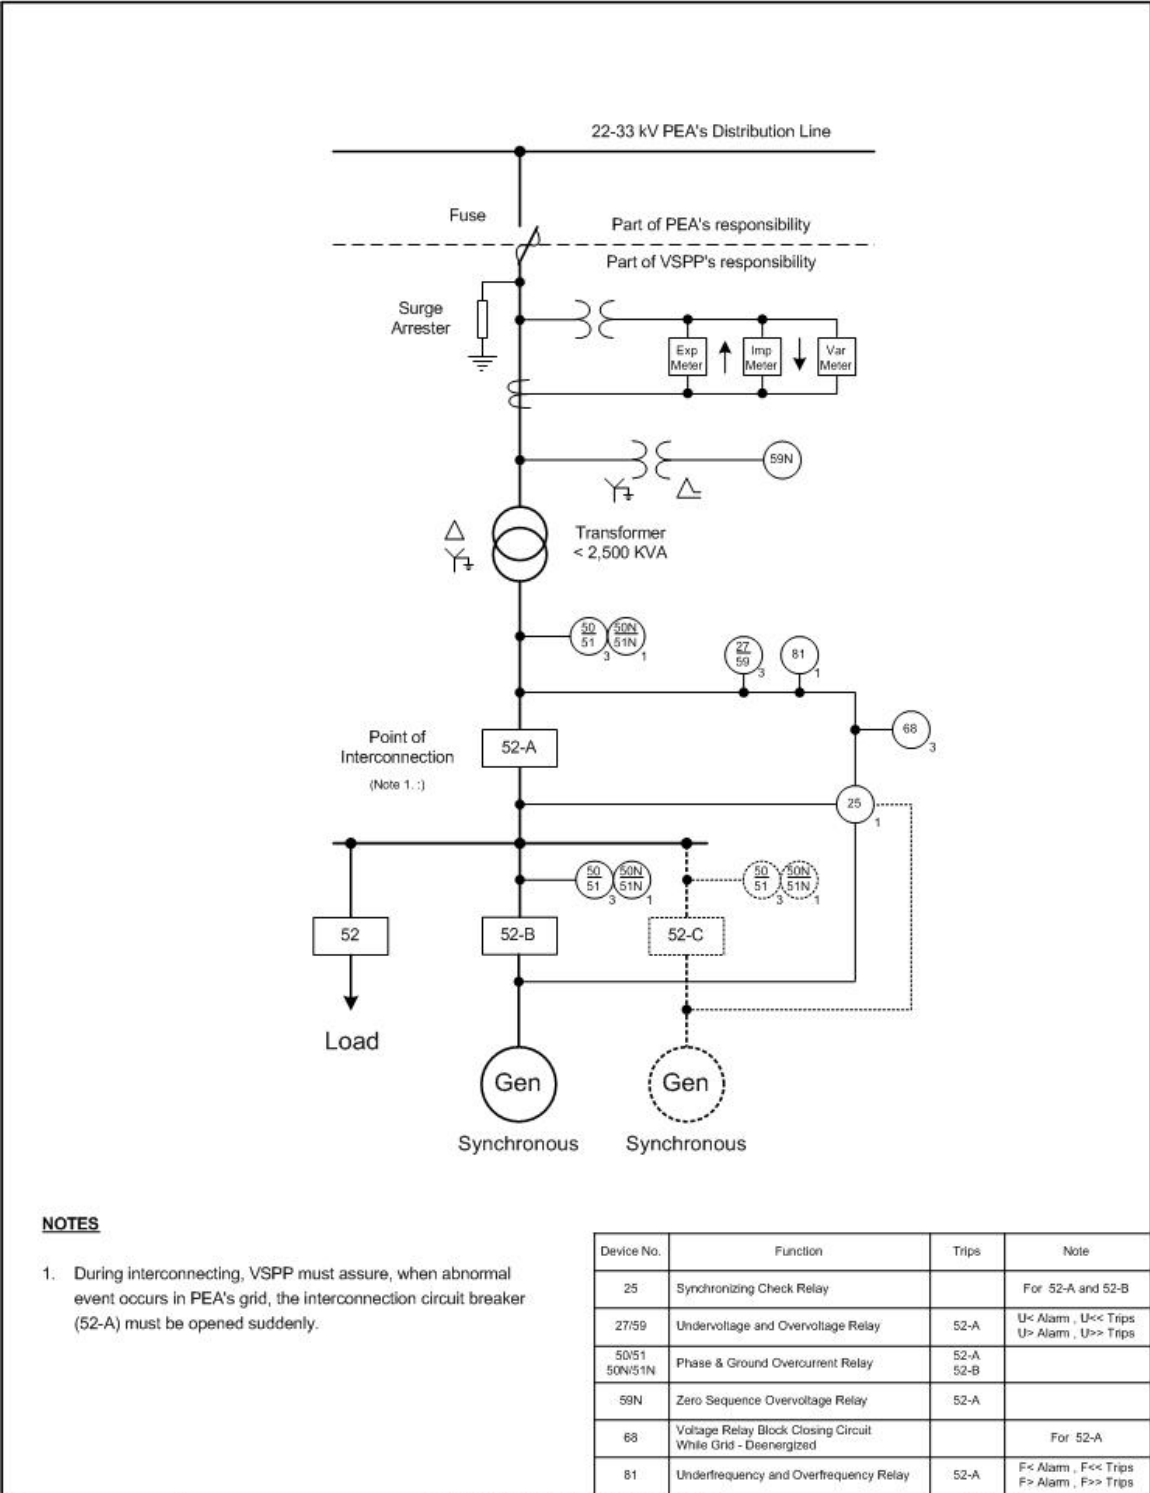 22-33 kV PEA's Distribution Line
Fuse
Part of PEA's responsibility
Part of VSPP's responsibility
Surge
Arrester
Exp
Meter
Imp
Meter
Var
Meter
59N
Transformer
< 2,500 KVA
50
51
3
50N
51N
1
27
59
3
81
1
68
3
Point of
Interconnection
(Note 1. :)
52-A
25
1
50
51
3
50N
51N
1
50
51
3
50N
51N
1
52
52-B
52-C
Load
Gen
Gen
Synchronous
Synchronous
NOTES
1. During interconnecting, VSPP must assure, when abnormal
event occurs in PEA's grid, the interconnection circuit breaker
(52-A) must be opened suddenly.
Device No. Function Trips Note
25 Synchronizing Check Relay For 52-A and 52-B
27/59 Undervoltage and Overvoltage Relay 52-A U< Alarm , U<< Trips
U> Alarm , U>> Trips
50/51
50N/51N
Phase & Ground Overcurrent Relay
52-A
52-B
59N Zero Sequence Overvoltage Relay 52-A
68
Voltage Relay Block Closing Circuit
While Grid - Deenergized
For 52-A
81 Underfrequency and Overfrequency Relay 52-A F< Alarm , F<< Trips
F> Alarm , F>> Trips